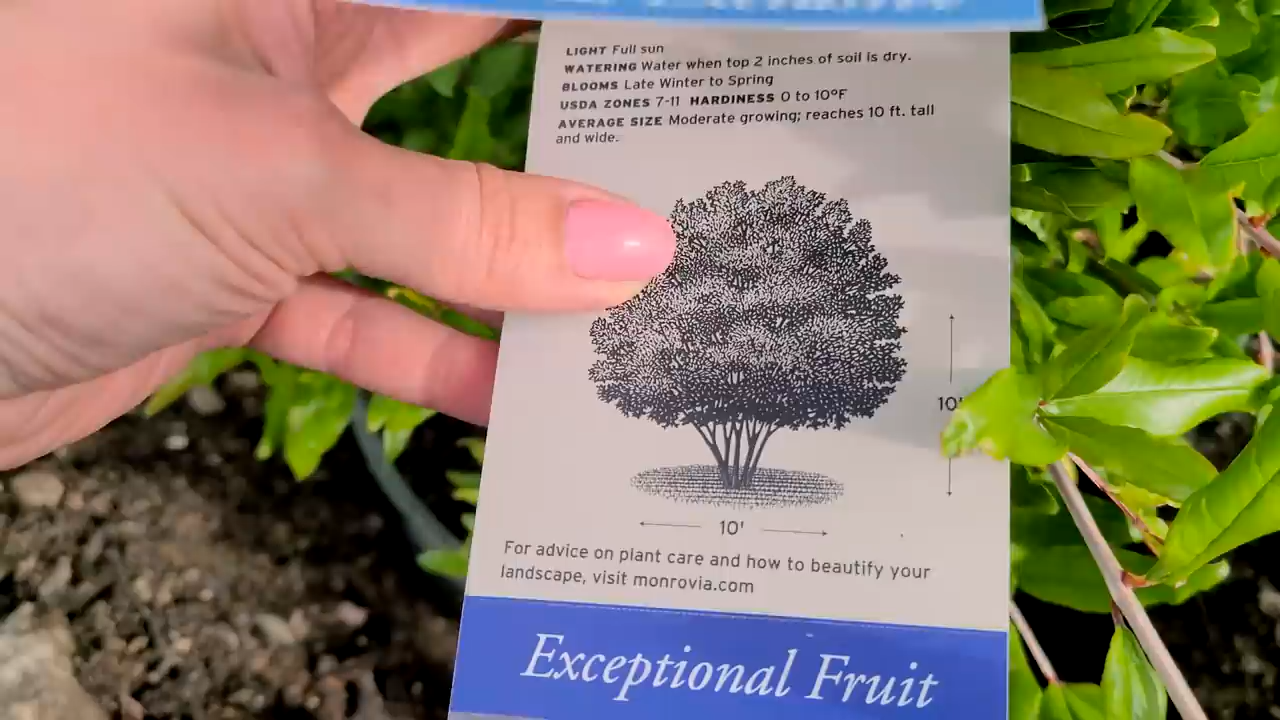 LIGHT Full sun
WATERING Water when top 2 inches of soil is dry.
BLOOMS Late Winter to Spring
USDA ZONES 7-11 HARDINESS 0 to 10°F
AVERAGE SIZE Moderate growing; reaches 10 ft. tall
and wide.
10'
10'
For advice on plant care and how to beautify your
landscape, visit monrovia.com
Exceptional Fruit